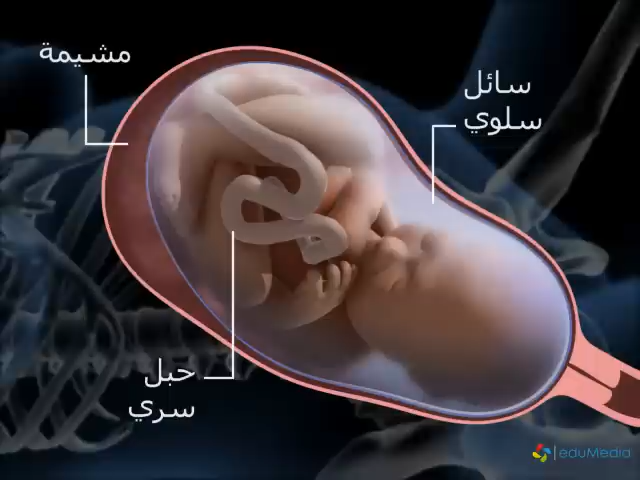 مشيمة
سائل
سلوي
حبل
سري
eduMedia